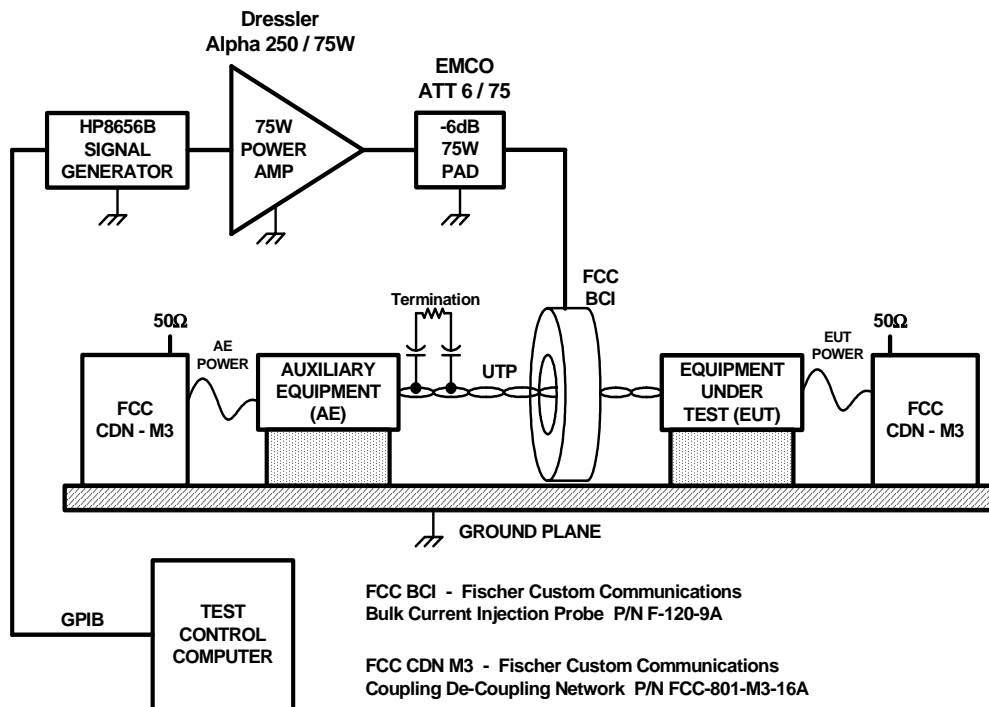 Dressler
Alpha 250 / 75W
EMCO
ATT 6 / 75
HP8656B
SIGNAL
GENERATOR
75W
POWER
AMP
-6dB
75W
PAD
FCC
BCI
Termination
50Ω
AE
POWER
UTP
EUT
POWER
50Ω
FCC
CDN - M3
AUXILIARY
EQUIPMENT
(AE)
EQUIPMENT
UNDER
TEST (EUT)
FCC
CDN - M3
GROUND PLANE
GPIB
TEST
CONTROL
COMPUTER
FCC BCI - Fischer Custom Communications
Bulk Current Injection Probe P/N F-120-9A
FCC CDN M3 - Fischer Custom Communications
Coupling De-Coupling Network P/N FCC-801-M3-16A